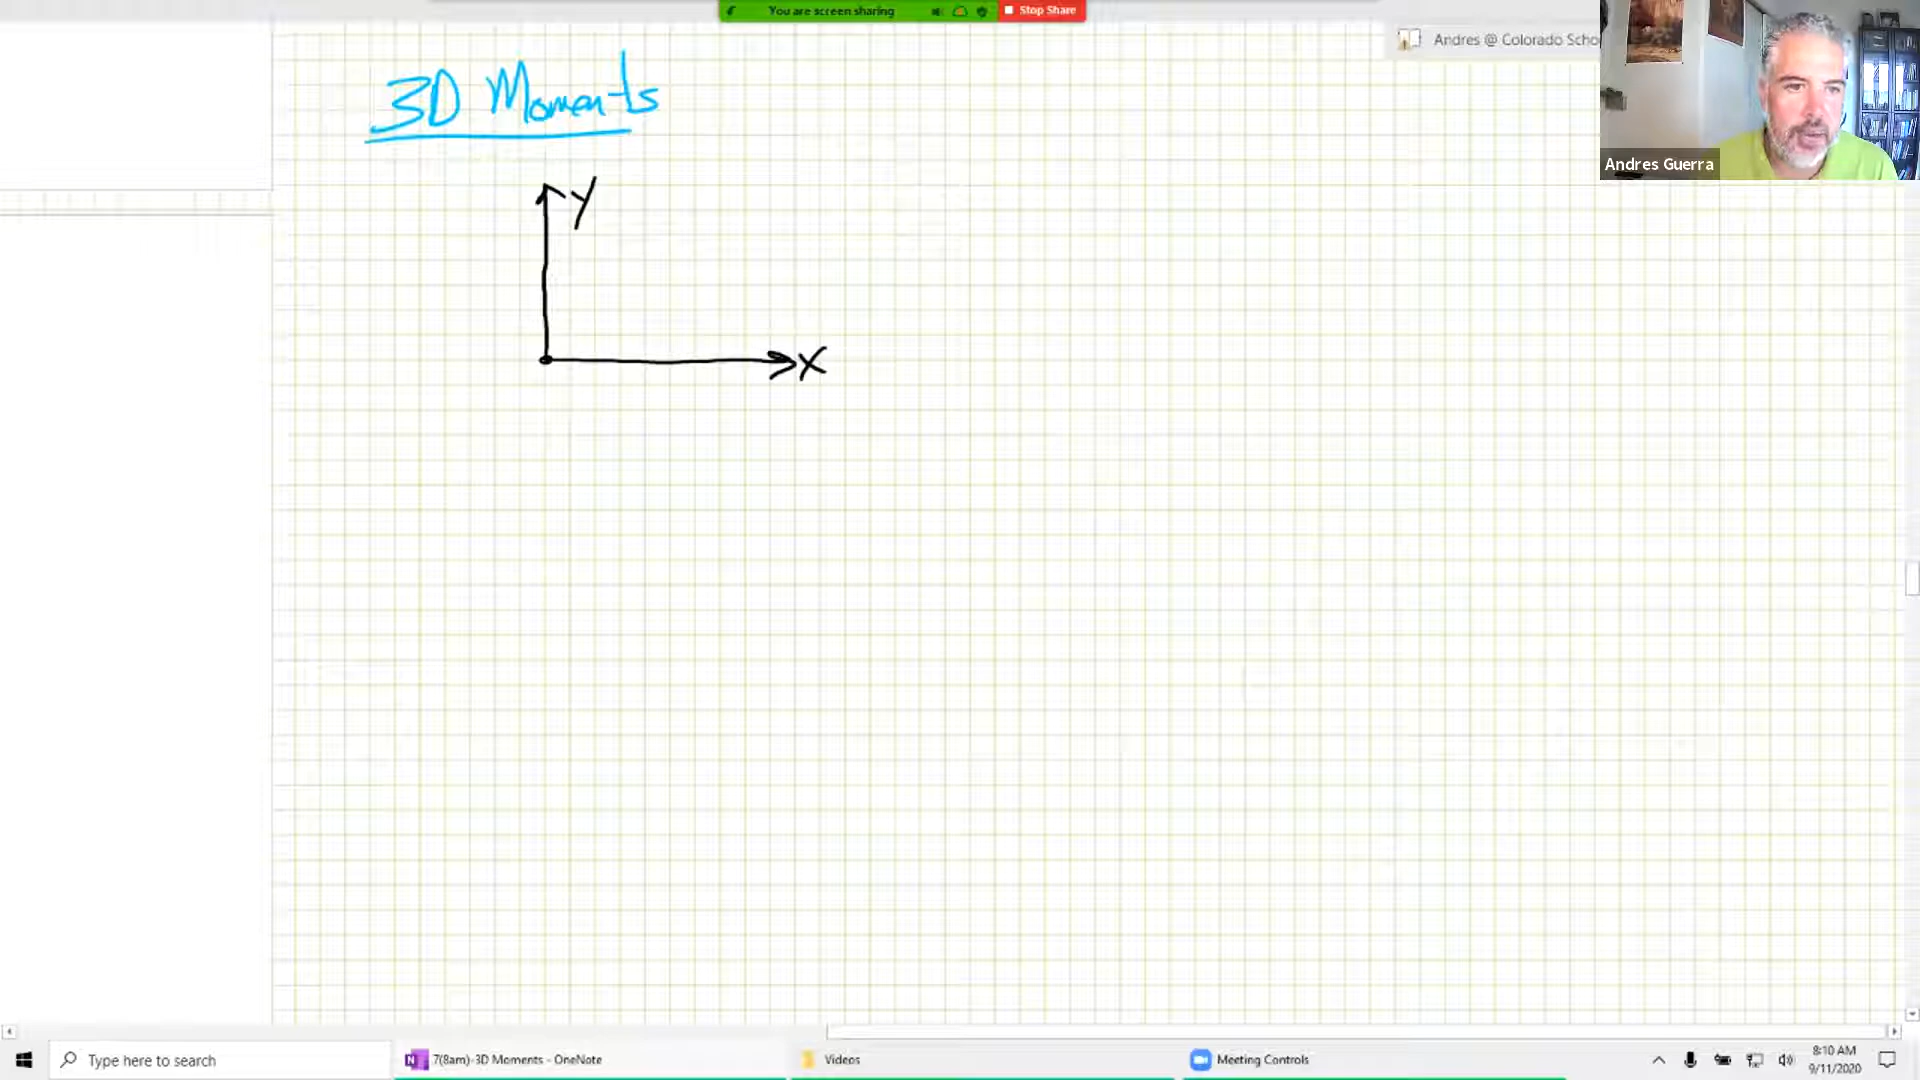 You are screen sharing
Stop Share
Andres @ Colorado Scho
Andres Guerra
3D Moments
Y
X
Type here to search
7(8am)-3D Moments - OneNote
Videos
Meeting Controls
8:10 AM
9/11/2020